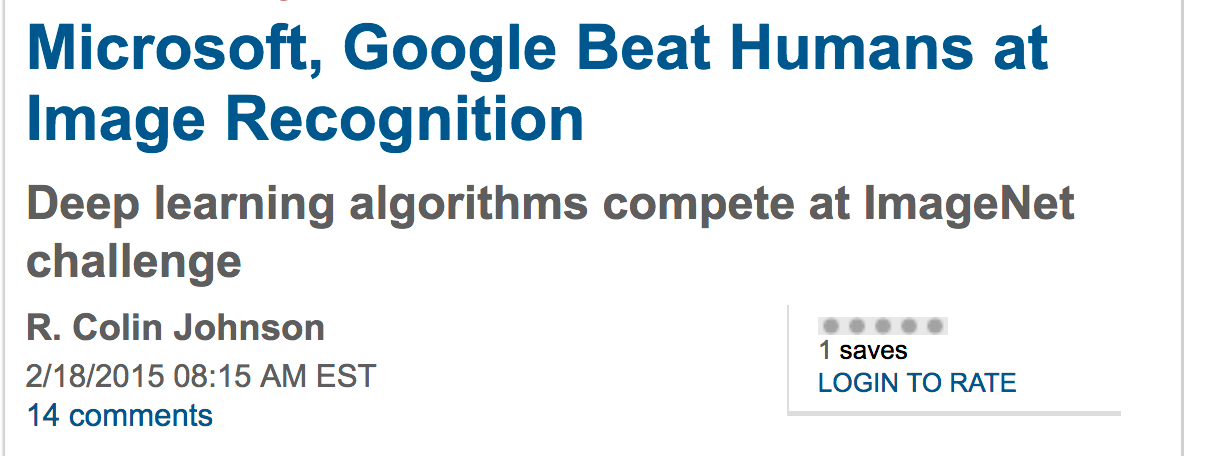 Microsoft, Google Beat Humans at
Image Recognition
Deep learning algorithms compete at ImageNet
challenge
R. Colin Johnson
2/18/2015 08:15 AM EST
14 comments
1 saves
LOGIN TO RATE